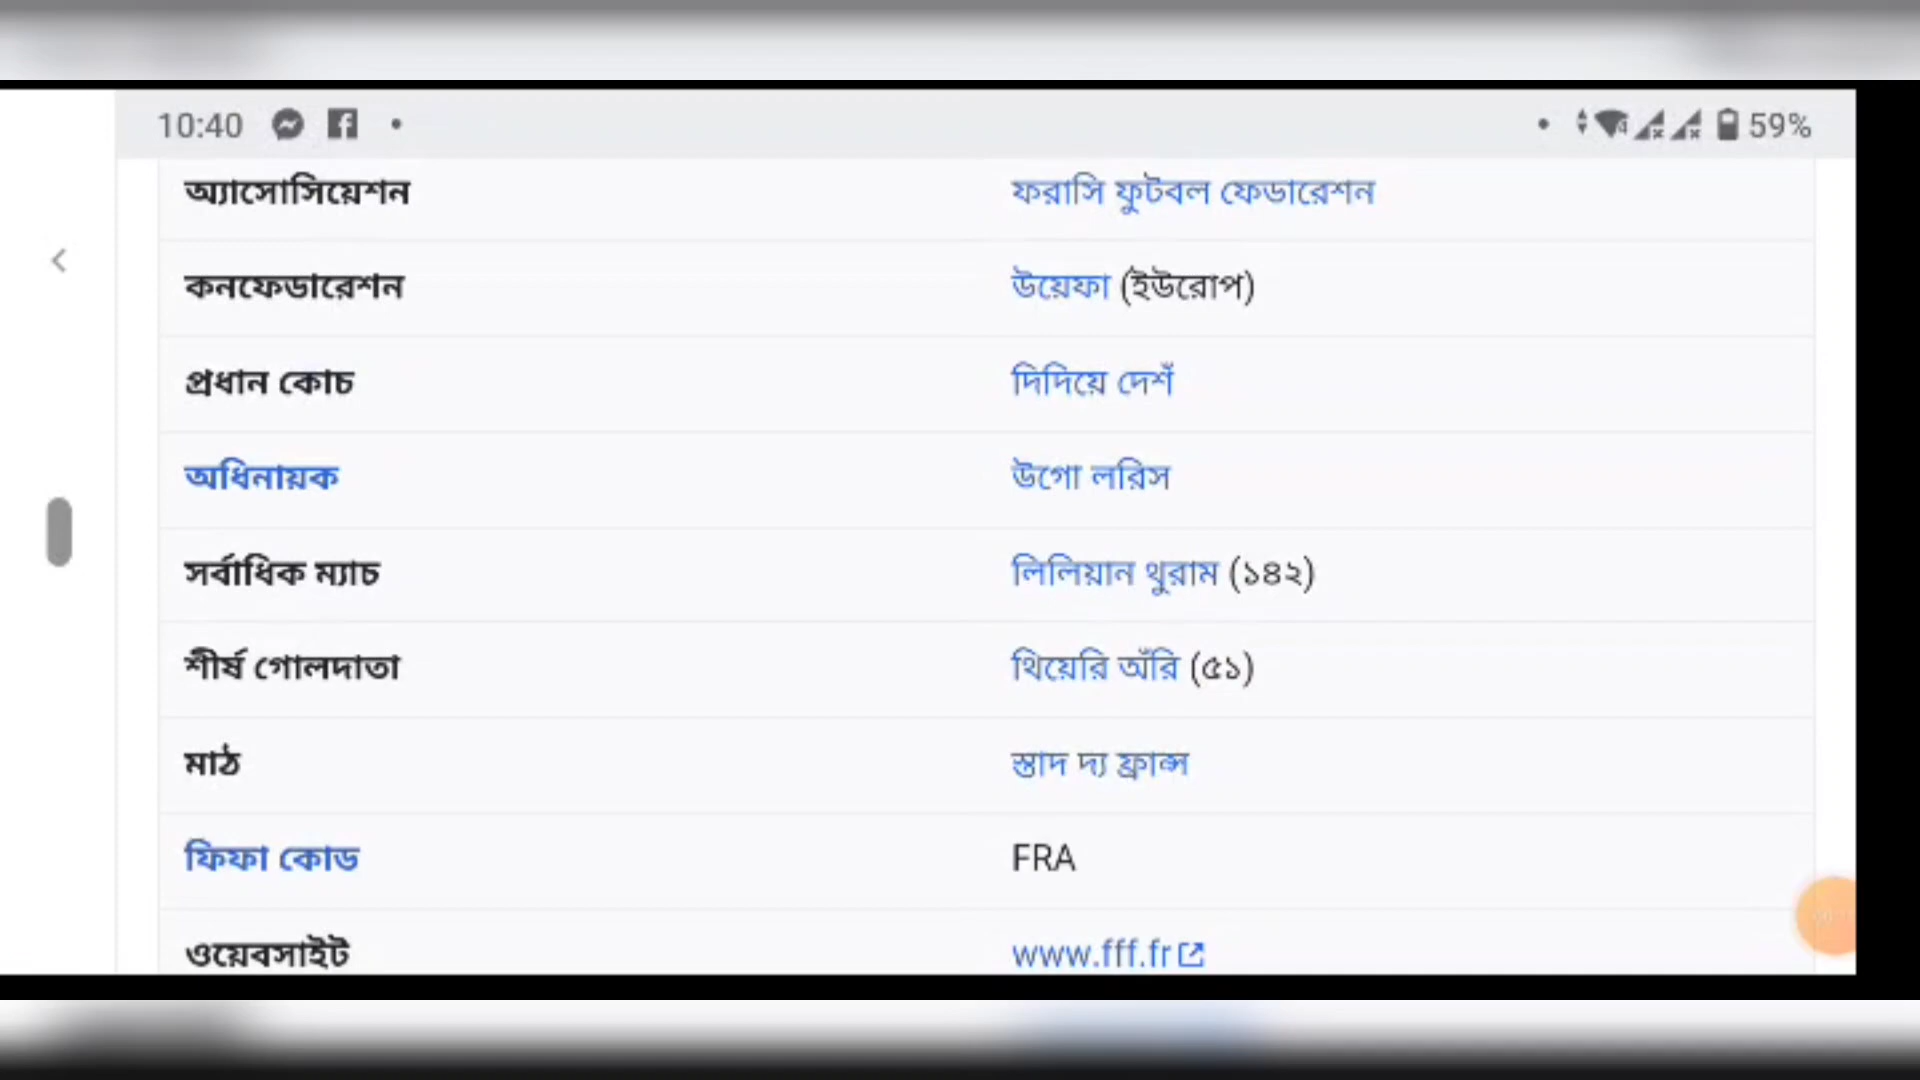 10:40 59%
অ্যাসোসিয়েশন ফরাসি ফুটবল ফেডারেশন
কনফেডারেশন উয়েফা (ইউরোপ)
প্রধান কোচ দিদিয়ে দেশঁ
অধিনায়ক উগো লরিস
সর্বাধিক ম্যাচ লিলিয়ান থুরাম (১৪২)
শীর্ষ গোলদাতা থিয়েরি অঁরি (৫১)
মাঠ স্তাদ দ্য ফ্রান্স
ফিফা কোড FRA
ওয়েবসাইট www.fff.fr